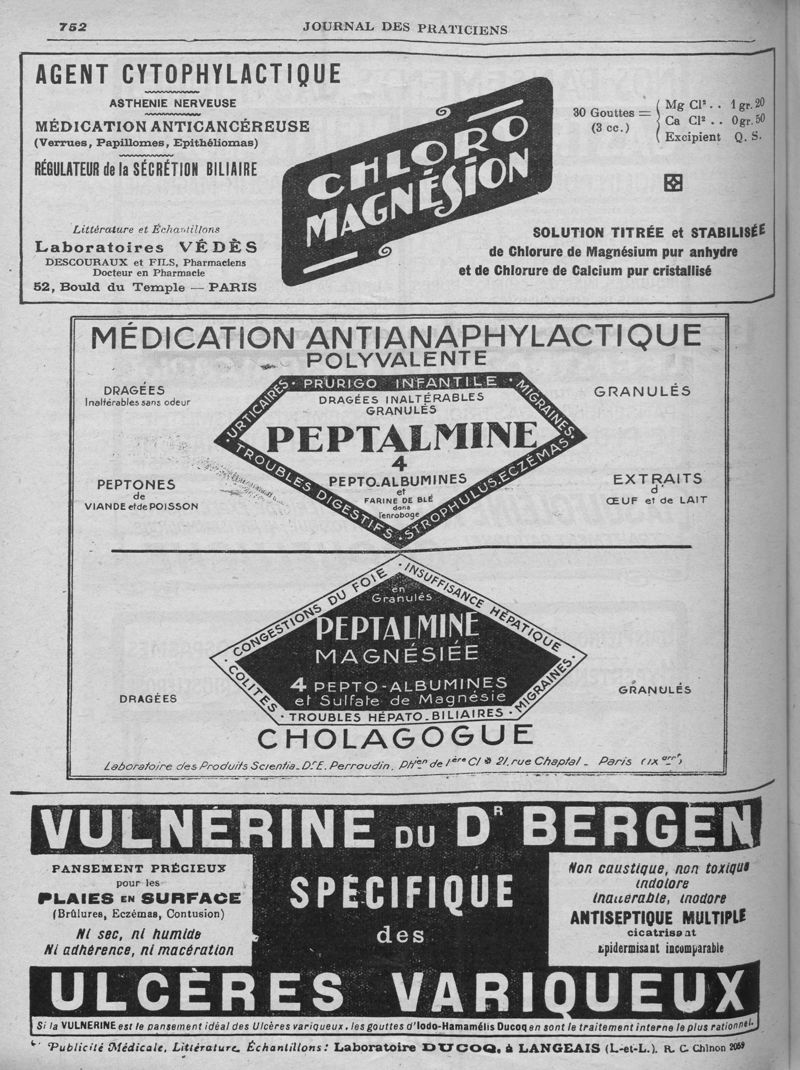 752
JOURNAL DES PRATICIENS
AGENT CYTOPHYLACTIQUE
ASTHENIE NERVEUSE
MÉDICATION ANTICANCÉREUSE
(Verrues, Papillomes, Epithéliomas)
RÉGULATEUR de la SÉCRÉTION BILIAIRE
Littérature et Échantillons
Laboratoires VÉDÈS
DESCOURAUX et FILS, Pharmaciens
Docteur en Pharmacie
52, Bould du Temple — PARIS
CHLORO
MAGNÉSION
30 Gouttes =
(3 cc.)
Mg Cl² . . 1 gr. 20
Ca Cl² . . 0 gr. 50
Excipient Q. S.
SOLUTION TITRÉE et STABILISÉE
de Chlorure de Magnésium pur anhydre
et de Chlorure de Calcium pur cristallisé
MÉDICATION ANTIANAPHYLACTIQUE
POLYVALENTE
DRAGÉES
Inaltérables sans odeur
PEPTONES
de
VIANDE et de POISSON
URTICAIRES · PRURIGO INFANTILE · MIGRAINES ·
DRAGÉES INALTÉRABLES
GRANULÉS
PEPTALMINE
4
PEPTO-ALBUMINES
et
FARINE DE BLÉ
dans
l'enrobage
TROUBLES DIGESTIFS · STROPHULUS. ECZÉMAS ·
GRANULÉS
EXTRAITS
d'
ŒUF et de LAIT
CONGESTIONS DU FOIE · INSUFFISANCE HÉPATIQUE
en
Granulés
PEPTALMINE
MAGNÉSIÉE
4 PEPTO-ALBUMINES
et Sulfate de Magnésie
· COLITES · TROUBLES HÉPATO-BILIAIRES · MIGRAINES ·
DRAGÉES
GRANULÉS
CHOLAGOGUE
Laboratoire des Produits Scientia. Dr. E. Perraudin. Phien de 1ère Cl. 21, rue Chaptal - Paris (IX arrt)
VULNÉRINE DU Dr BERGEN
PANSEMENT PRÉCIEUX
pour les
PLAIES EN SURFACE
(Brûlures, Eczémas, Contusion)
Ni sec, ni humide
Ni adhérence, ni macération
SPÉCIFIQUE
des
Non caustique, non toxique
indolore
Inaltérable, inodore
ANTISEPTIQUE MULTIPLE
cicatrisant
épidermisant incomparable
ULCÈRES VARIQUEUX
Si la VULNERINE est le pansement idéal des Ulcères variqueux, les gouttes d'Iodo-Hamamélis Ducoq en sont le traitement interne le plus rationnel.
Publicité Médicale, Littérature, Échantillons : Laboratoire DUCOQ, à LANGEAIS (I.-et-L.). R. C. Chinon 2059